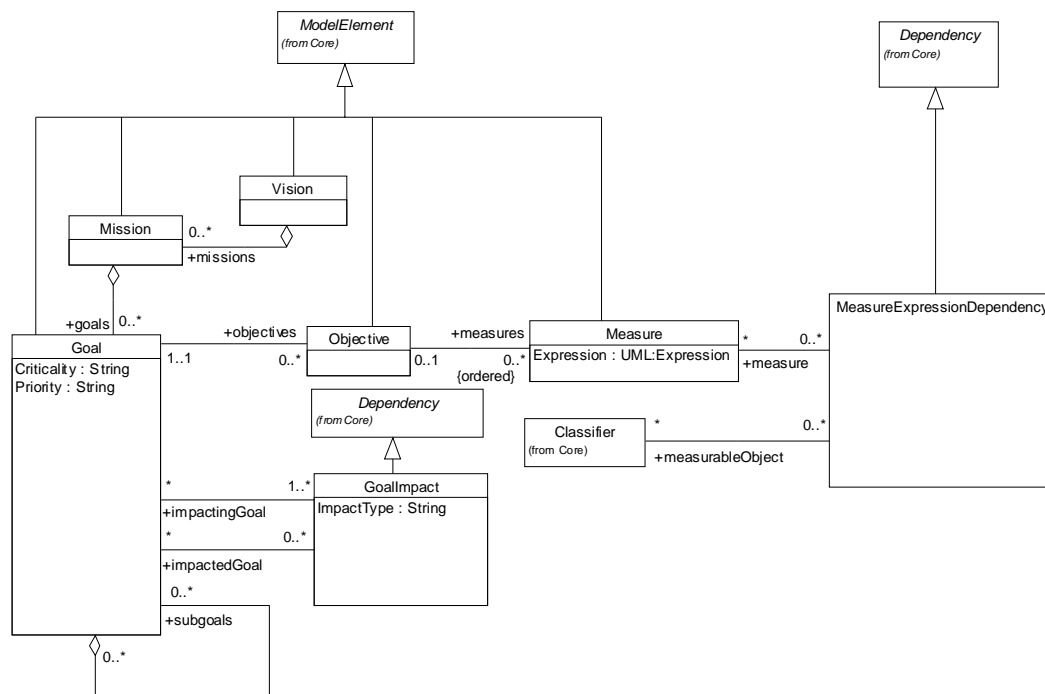 ModelElement
(from Core)
Dependency
(from Core)
Vision
Mission
0..*
+missions
+goals
0..*
Goal
Criticality : String
Priority : String
1..1
+objectives
0..*
Objective
0..1
+measures
0..*
{ordered}
Measure
Expression : UML:Expression
*
+measure
0..*
MeasureExpressionDependency
Dependency
(from Core)
Classifier
(from Core)
*
+measurableObject
0..*
*
+impactingGoal
1..*
GoalImpact
ImpactType : String
*
+impactedGoal
0..*
0..*
+subgoals
0..*